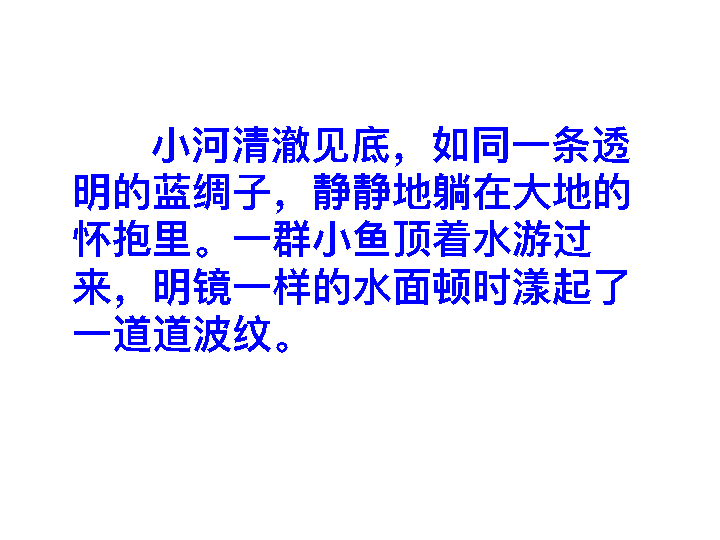 小河清澈见底，如同一条透
明的蓝绸子，静静地躺在大地的
怀抱里。一群小鱼顶着水游过
来，明镜一样的水面顿时漾起了
一道道波纹。